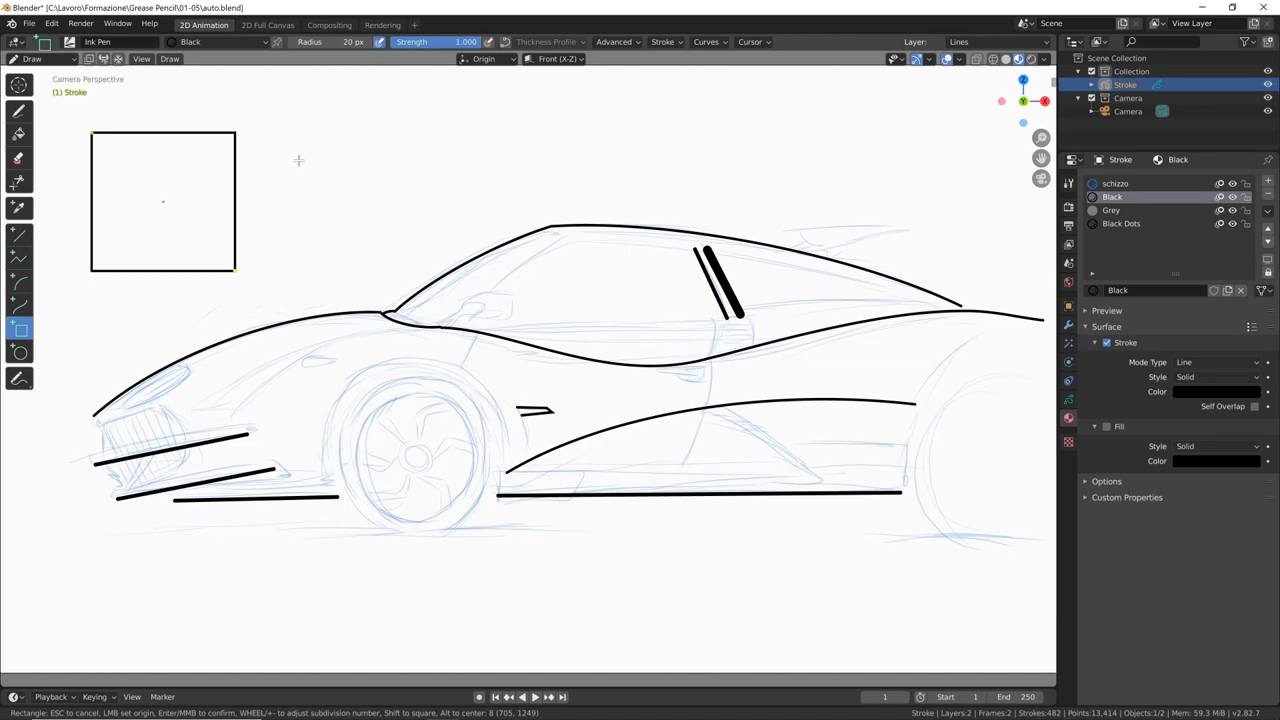 Blender* [C:\Lavoro\Formazione\Grease Pencil\01-05\auto.blend]
File Edit Render Window Help 2D Animation 2D Full Canvas Compositing Rendering + Scene View Layer
Ink Pen Black Radius 20 px Strength 1.000 Thickness Profile Advanced Stroke Curves Cursor Layer: Lines
Draw View Draw Origin Front (X-Z)
Camera Perspective
(1) Stroke
Z
Y
X
Scene Collection
Collection
Stroke
Camera
Camera
Stroke Black
schizzo
Black
Grey
Black Dots
Black
Preview
Surface
Stroke
Mode Type Line
Style Solid
Color
Self Overlap
Fill
Style Solid
Color
Options
Custom Properties
Playback Keying View Marker 1 Start 1 End 250
Rectangle: ESC to cancel, LMB set origin, Enter/MMB to confirm, WHEEL/+- to adjust subdivision number, Shift to square, Alt to center: 8 (705, 1249) Stroke | Layers:2 | Frames:2 | Strokes:482 | Points:13,414 | Objects:1/2 | Mem: 59.3 MiB | v2.82.7